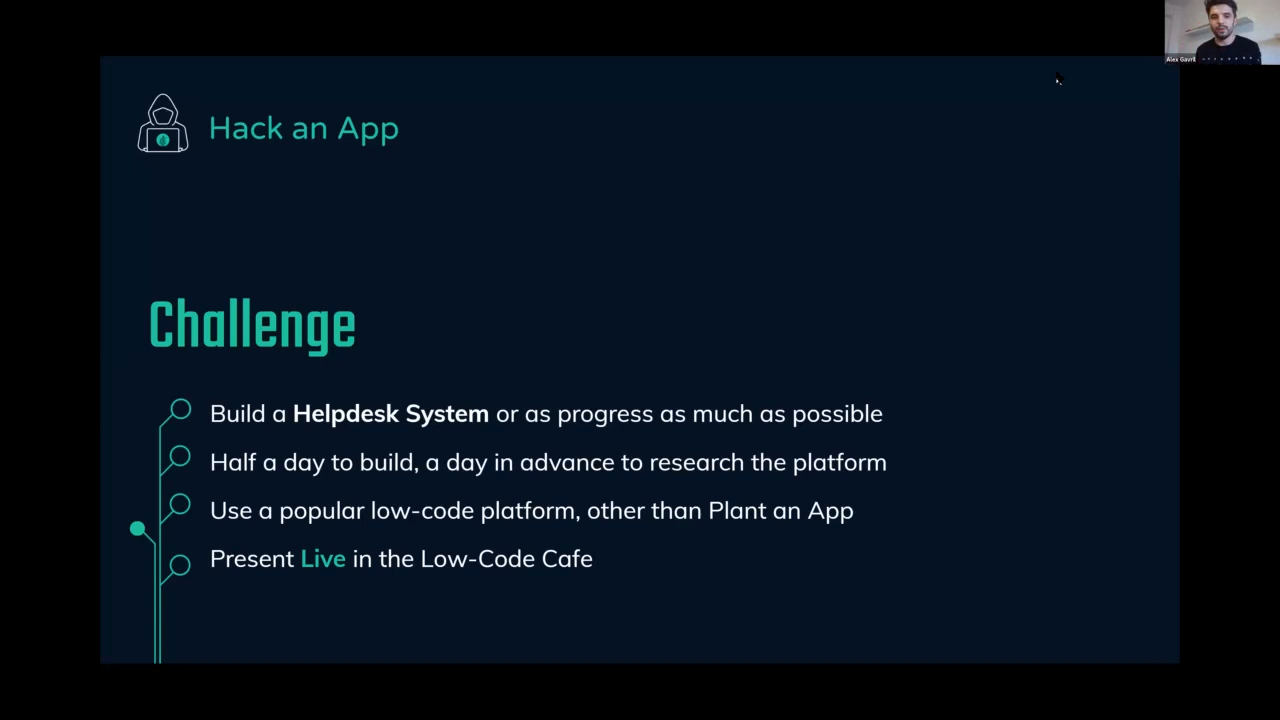 Alex Gavril
Hack an App
Challenge
Build a Helpdesk System or as progress as much as possible
Half a day to build, a day in advance to research the platform
Use a popular low-code platform, other than Plant an App
Present Live in the Low-Code Cafe